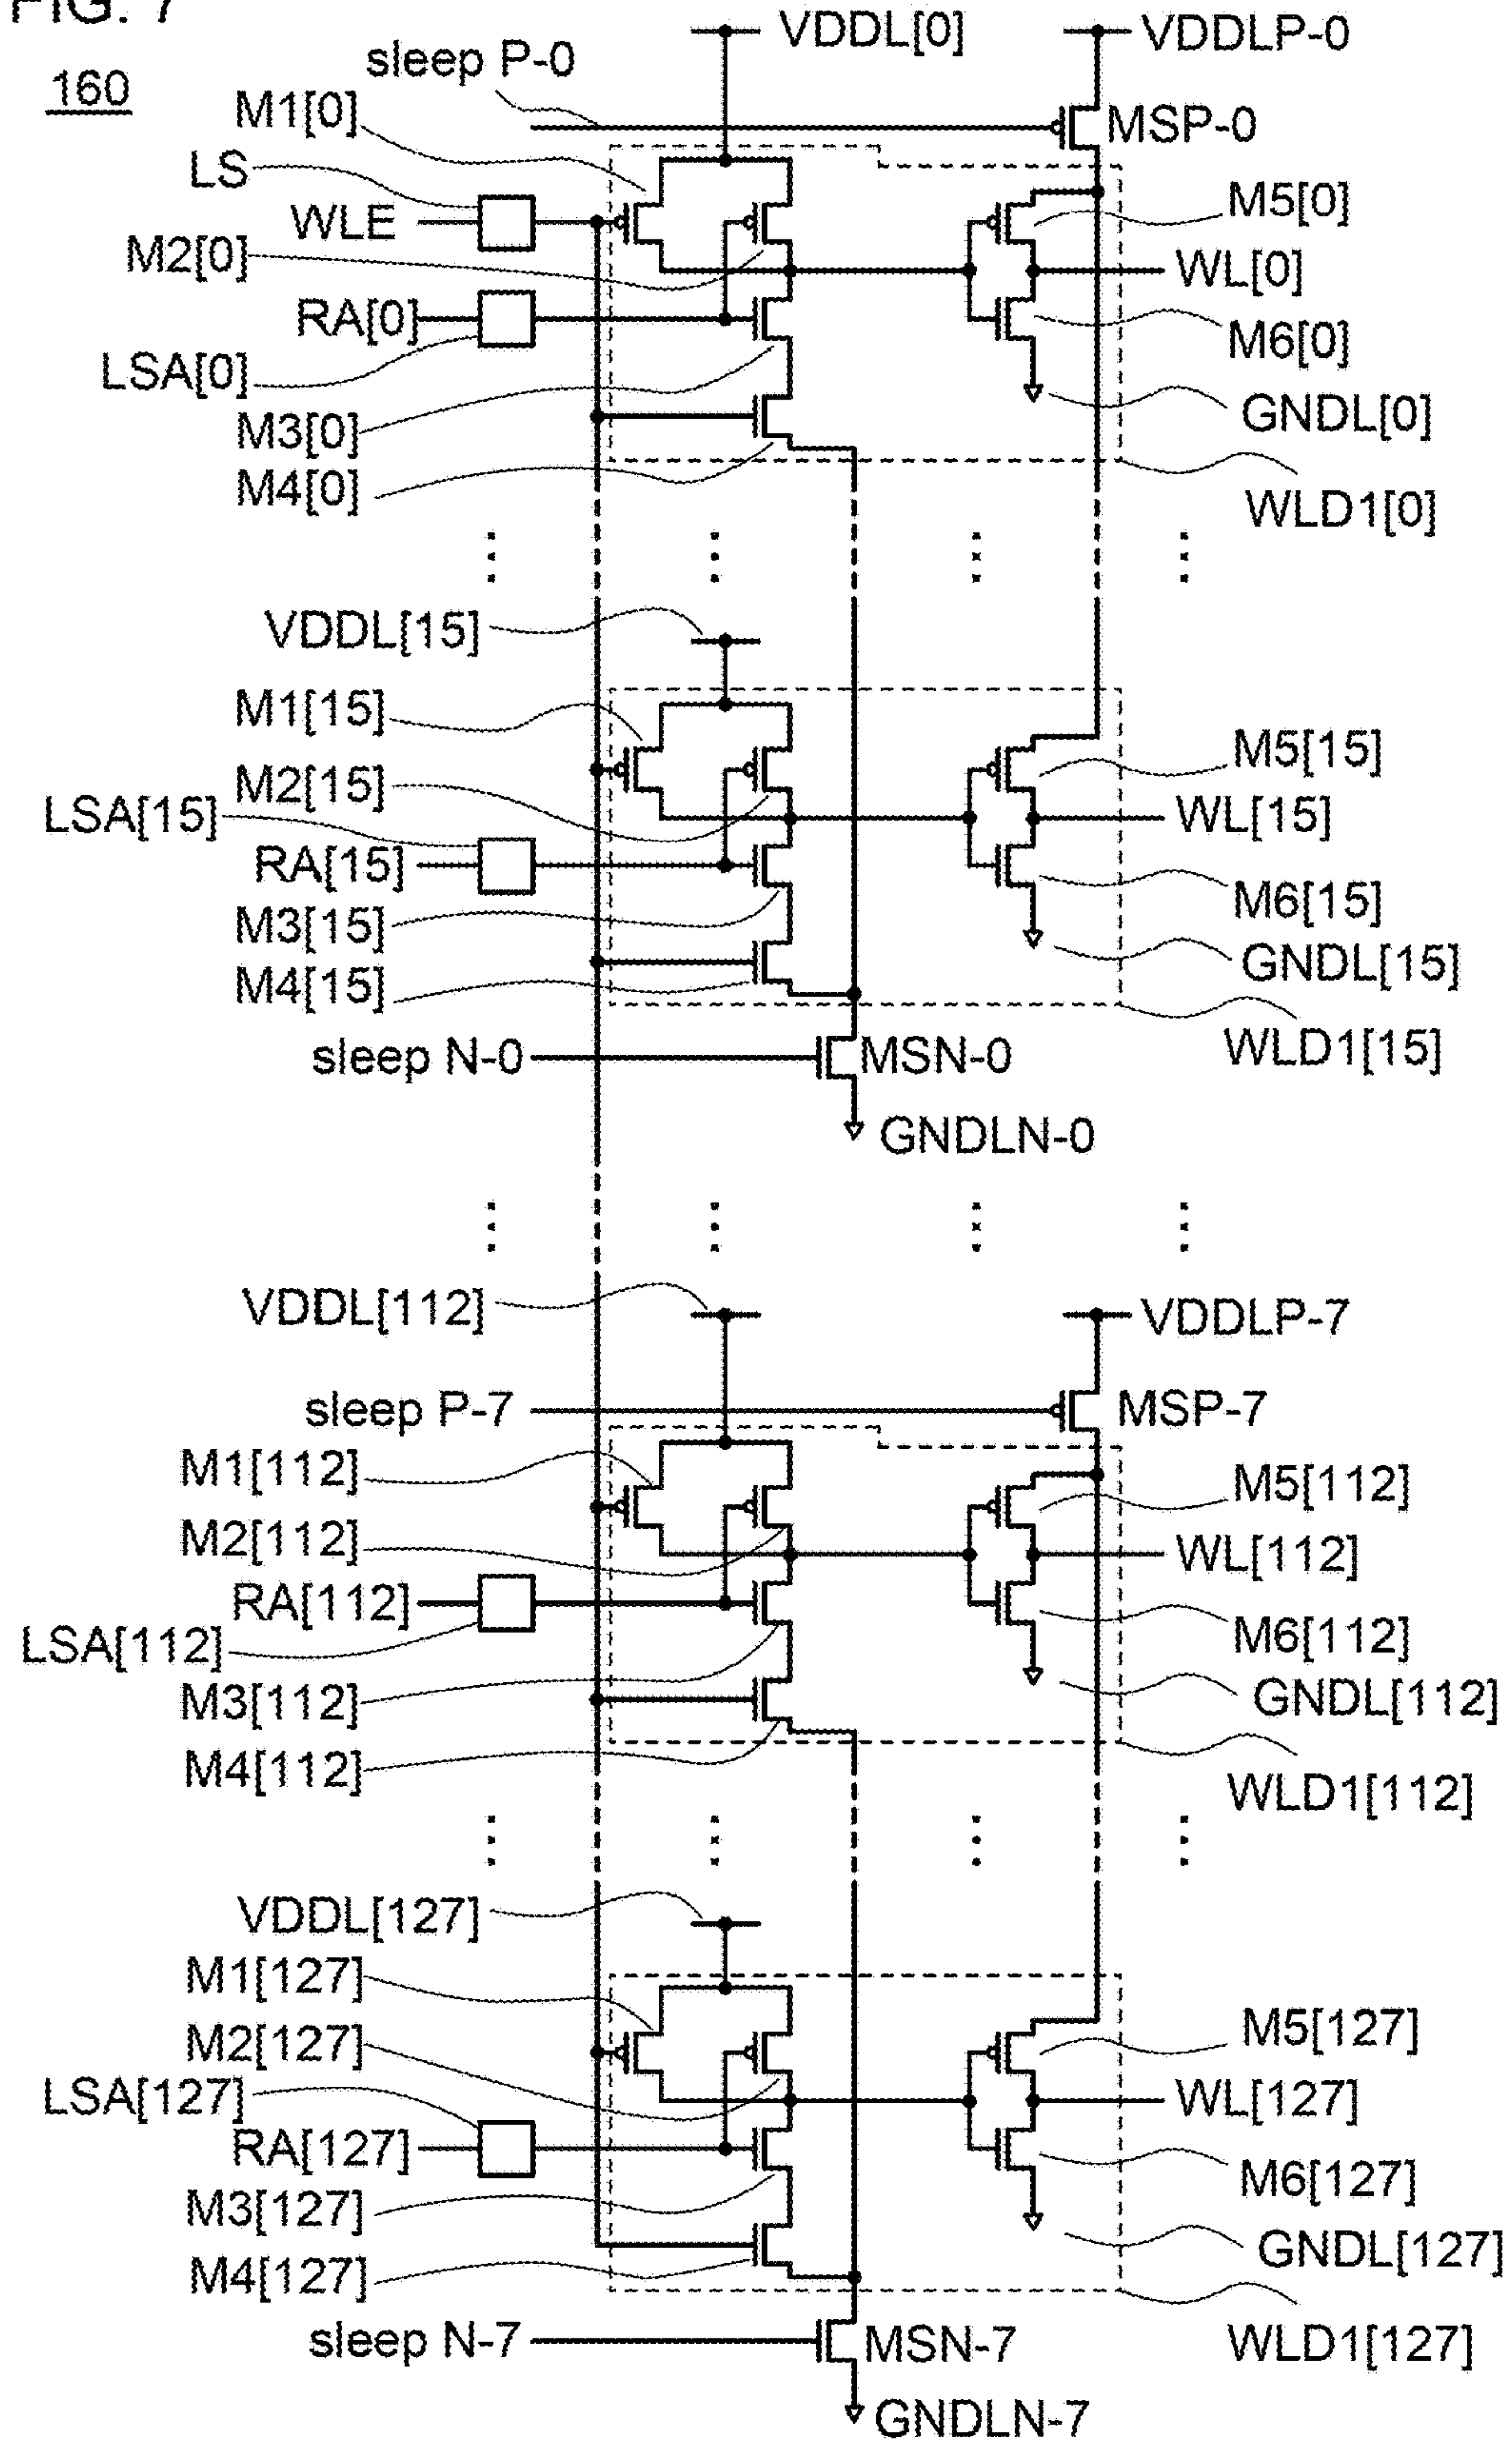 FIG. 7
160
VDDL[0]
VDDLP-0
sleep P-0
M1[0]
MSP-0
LS
WLE
M5[0]
M2[0]
WL[0]
RA[0]
M6[0]
LSA[0]
GNDL[0]
M3[0]
M4[0]
WLD1[0]
VDDL[15]
M1[15]
M5[15]
M2[15]
LSA[15]
WL[15]
RA[15]
M6[15]
M3[15]
GNDL[15]
M4[15]
WLD1[15]
sleep N-0
MSN-0
GNDLN-0
VDDL[112]
VDDLP-7
sleep P-7
MSP-7
M1[112]
M5[112]
M2[112]
WL[112]
RA[112]
M6[112]
LSA[112]
M3[112]
GNDL[112]
M4[112]
WLD1[112]
VDDL[127]
M1[127]
M5[127]
M2[127]
LSA[127]
WL[127]
RA[127]
M6[127]
M3[127]
GNDL[127]
M4[127]
sleep N-7
MSN-7
WLD1[127]
GNDLN-7